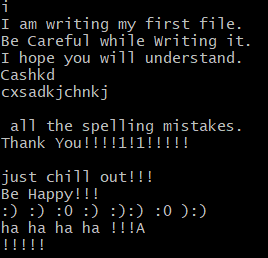 i
I am writing my first file.
Be Careful while Writing it.
I hope you will understand.
Cashkd
cxsadkjchnkj

 all the spelling mistakes.
Thank You!!!!1!1!!!!!

just chill out!!!
Be Happy!!!
:) :) :0 :) :):) :0 ):)
ha ha ha ha !!!A
!!!!!